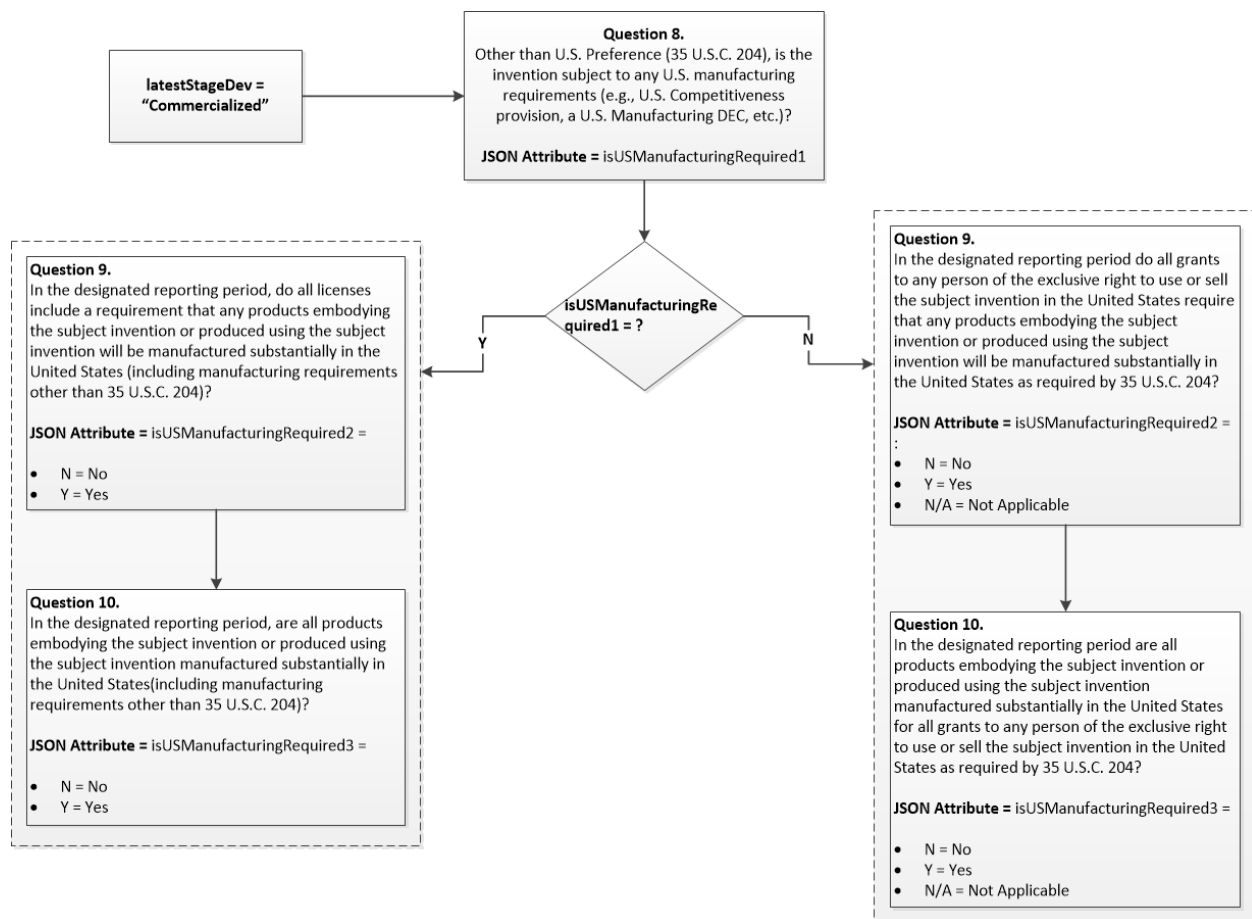 latestStageDev =
“Commercialized”
Question 8.
Other than U.S. Preference (35 U.S.C. 204), is the
invention subject to any U.S. manufacturing
requirements (e.g., U.S. Competitiveness
provision, a U.S. Manufacturing DEC, etc.)?
JSON Attribute = isUSManufacturingRequired1
isUSManufacturingRe
quired1 = ?
Y
N
Question 9.
In the designated reporting period, do all licenses
include a requirement that any products embodying
the subject invention or produced using the subject
invention will be manufactured substantially in the
United States (including manufacturing requirements
other than 35 U.S.C. 204)?
JSON Attribute = isUSManufacturingRequired2 =
• N = No
• Y = Yes
Question 10.
In the designated reporting period, are all products
embodying the subject invention or produced using
the subject invention manufactured substantially in
the United States(including manufacturing
requirements other than 35 U.S.C. 204)?
JSON Attribute = isUSManufacturingRequired3 =
• N = No
• Y = Yes
Question 9.
In the designated reporting period do all grants
to any person of the exclusive right to use or sell
the subject invention in the United States require
that any products embodying the subject
invention or produced using the subject
invention will be manufactured substantially in
the United States as required by 35 U.S.C. 204?
JSON Attribute = isUSManufacturingRequired2 =
:
• N = No
• Y = Yes
• N/A = Not Applicable
Question 10.
In the designated reporting period are all
products embodying the subject invention or
produced using the subject invention
manufactured substantially in the United States
for all grants to any person of the exclusive right
to use or sell the subject invention in the United
States as required by 35 U.S.C. 204?
JSON Attribute = isUSManufacturingRequired3 =
• N = No
• Y = Yes
• N/A = Not Applicable